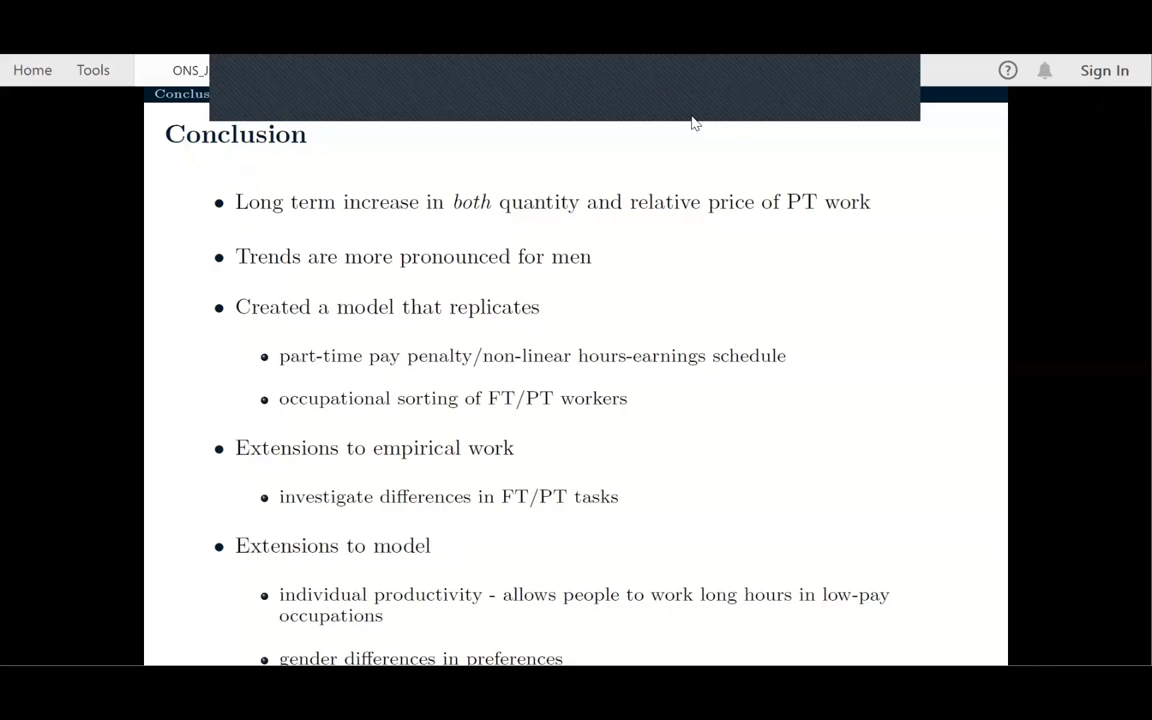 Home Tools ONS_J Sign In
Conclus
Conclusion
Long term increase in both quantity and relative price of PT work
Trends are more pronounced for men
Created a model that replicates
part-time pay penalty/non-linear hours-earnings schedule
occupational sorting of FT/PT workers
Extensions to empirical work
investigate differences in FT/PT tasks
Extensions to model
individual productivity - allows people to work long hours in low-pay
occupations
gender differences in preferences